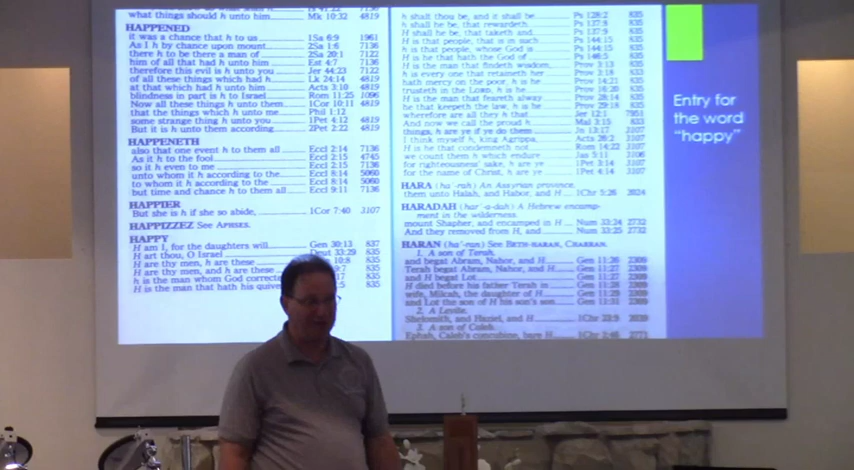 what things should h unto him Mk 10:32 4819
HAPPENED
it was a chance that h to us 1Sa 6:9 1961
As I h by chance upon mount 2Sa 1:6 7136
there h to be there a man of 2Sa 20:1 7122
him of all that had h unto him Est 4:7 7136
therefore this evil is h unto you Jer 44:23 7122
of all these things which had h Lk 24:14 4819
at that which had h unto him Acts 3:10 4819
blindness in part is h to Israel Rom 11:25 1096
Now all these things h unto them 1Cor 10:11 4819
that the things which h unto me Phil 1:12
some strange thing h unto you 1Pet 4:12 4819
But it is h unto them according 2Pet 2:22 4819
HAPPENETH
also that one event h to them all Eccl 2:14 7136
As it h to the fool Eccl 2:15 4745
so it h even to me Eccl 2:15 7136
unto whom it h according to the Eccl 8:14 5060
to whom it h according to the Eccl 8:14 5060
but time and chance h to them all Eccl 9:11 7136
HAPPIER
But she is h if she so abide, 1Cor 7:40 3107
HAPPIZZEZ See APHSES.
HAPPY
H am I, for the daughters will Gen 30:13 837
H art thou, O Israel Deut 33:29 835
H are thy men, h are these 10:8 835
H are thy men, and h are these 9:7 835
h is the man whom God correct 17 835
H is the man that hath his quiver :5 835
h shall thou be, and it shall be Ps 128:2 835
h shall he be, that rewardeth Ps 137:8 835
H shall he be, that taketh and Ps 137:9 835
H is that people, that is in such Ps 144:15 835
h is that people, whose God is Ps 144:15 835
H is he that hath the God of Ps 146:5 835
H is the man that findeth wisdom, Prov 3:13 835
h is every one that retaineth her Prov 3:18 833
hath mercy on the poor, h is he Prov 14:21 835
trusteth in the LORD, h is he Prov 16:20 835
H is the man that feareth alway Prov 28:14 835
he that keepeth the law, h is he Prov 29:18 835
wherefore are all they h that Jer 12:1 7951
And now we call the proud h Mal 3:15 833
things, h are ye if ye do them Jn 13:17 3107
I think myself h, king Agrippa, Acts 26:2 3107
H is he that condemneth not Rom 14:22 3107
we count them h which endure Jas 5:11 3106
for righteousness' sake, h are ye 1Pet 3:14 3107
for the name of Christ, h are ye 1Pet 4:14 3107
HARA (ha'-rah) An Assyrian province.
them unto Halah, and Habor, and H 1Chr 5:26 2024
HARADAH (har'-a-dah) A Hebrew encamp-
ment in the wilderness.
mount Shapher, and encamped in H Num 33:24 2732
And they removed from H, and Num 33:25 2732
HARAN (ha'-ran) See BETH-HARAN, CHARRAN.
1. A son of Terah.
and begat Abram, Nahor, and H Gen 11:26 2309
Terah begat Abram, Nahor, and H Gen 11:27 2309
and H begat Lot Gen 11:27 2309
H died before his father Terah in Gen 11:28 2309
wife, Milcah, the daughter of H Gen 11:29 2309
and Lot the son of H his son's son Gen 11:31 2309
2. A Levite.
Shelomith, and Haziel, and H 1Chr 23:9 2039
3. A son of Caleb.
Ephah, Caleb's concubine, bare H 1Chr 2:46 2771
Entry for
the word
"happy"